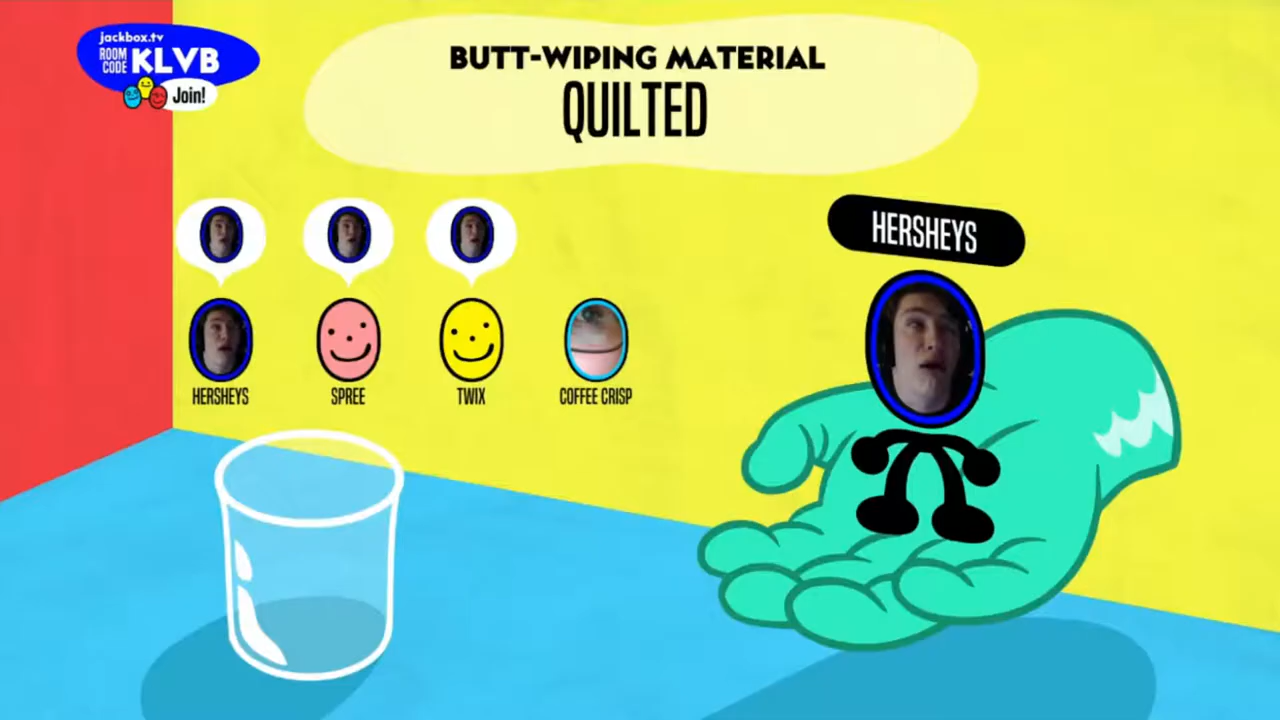 jackbox.tv
ROOM
CODE
KLVB
Join!
BUTT-WIPING MATERIAL
QUILTED
HERSHEYS
HERSHEYS
SPREE
TWIX
COFFEE CRISP